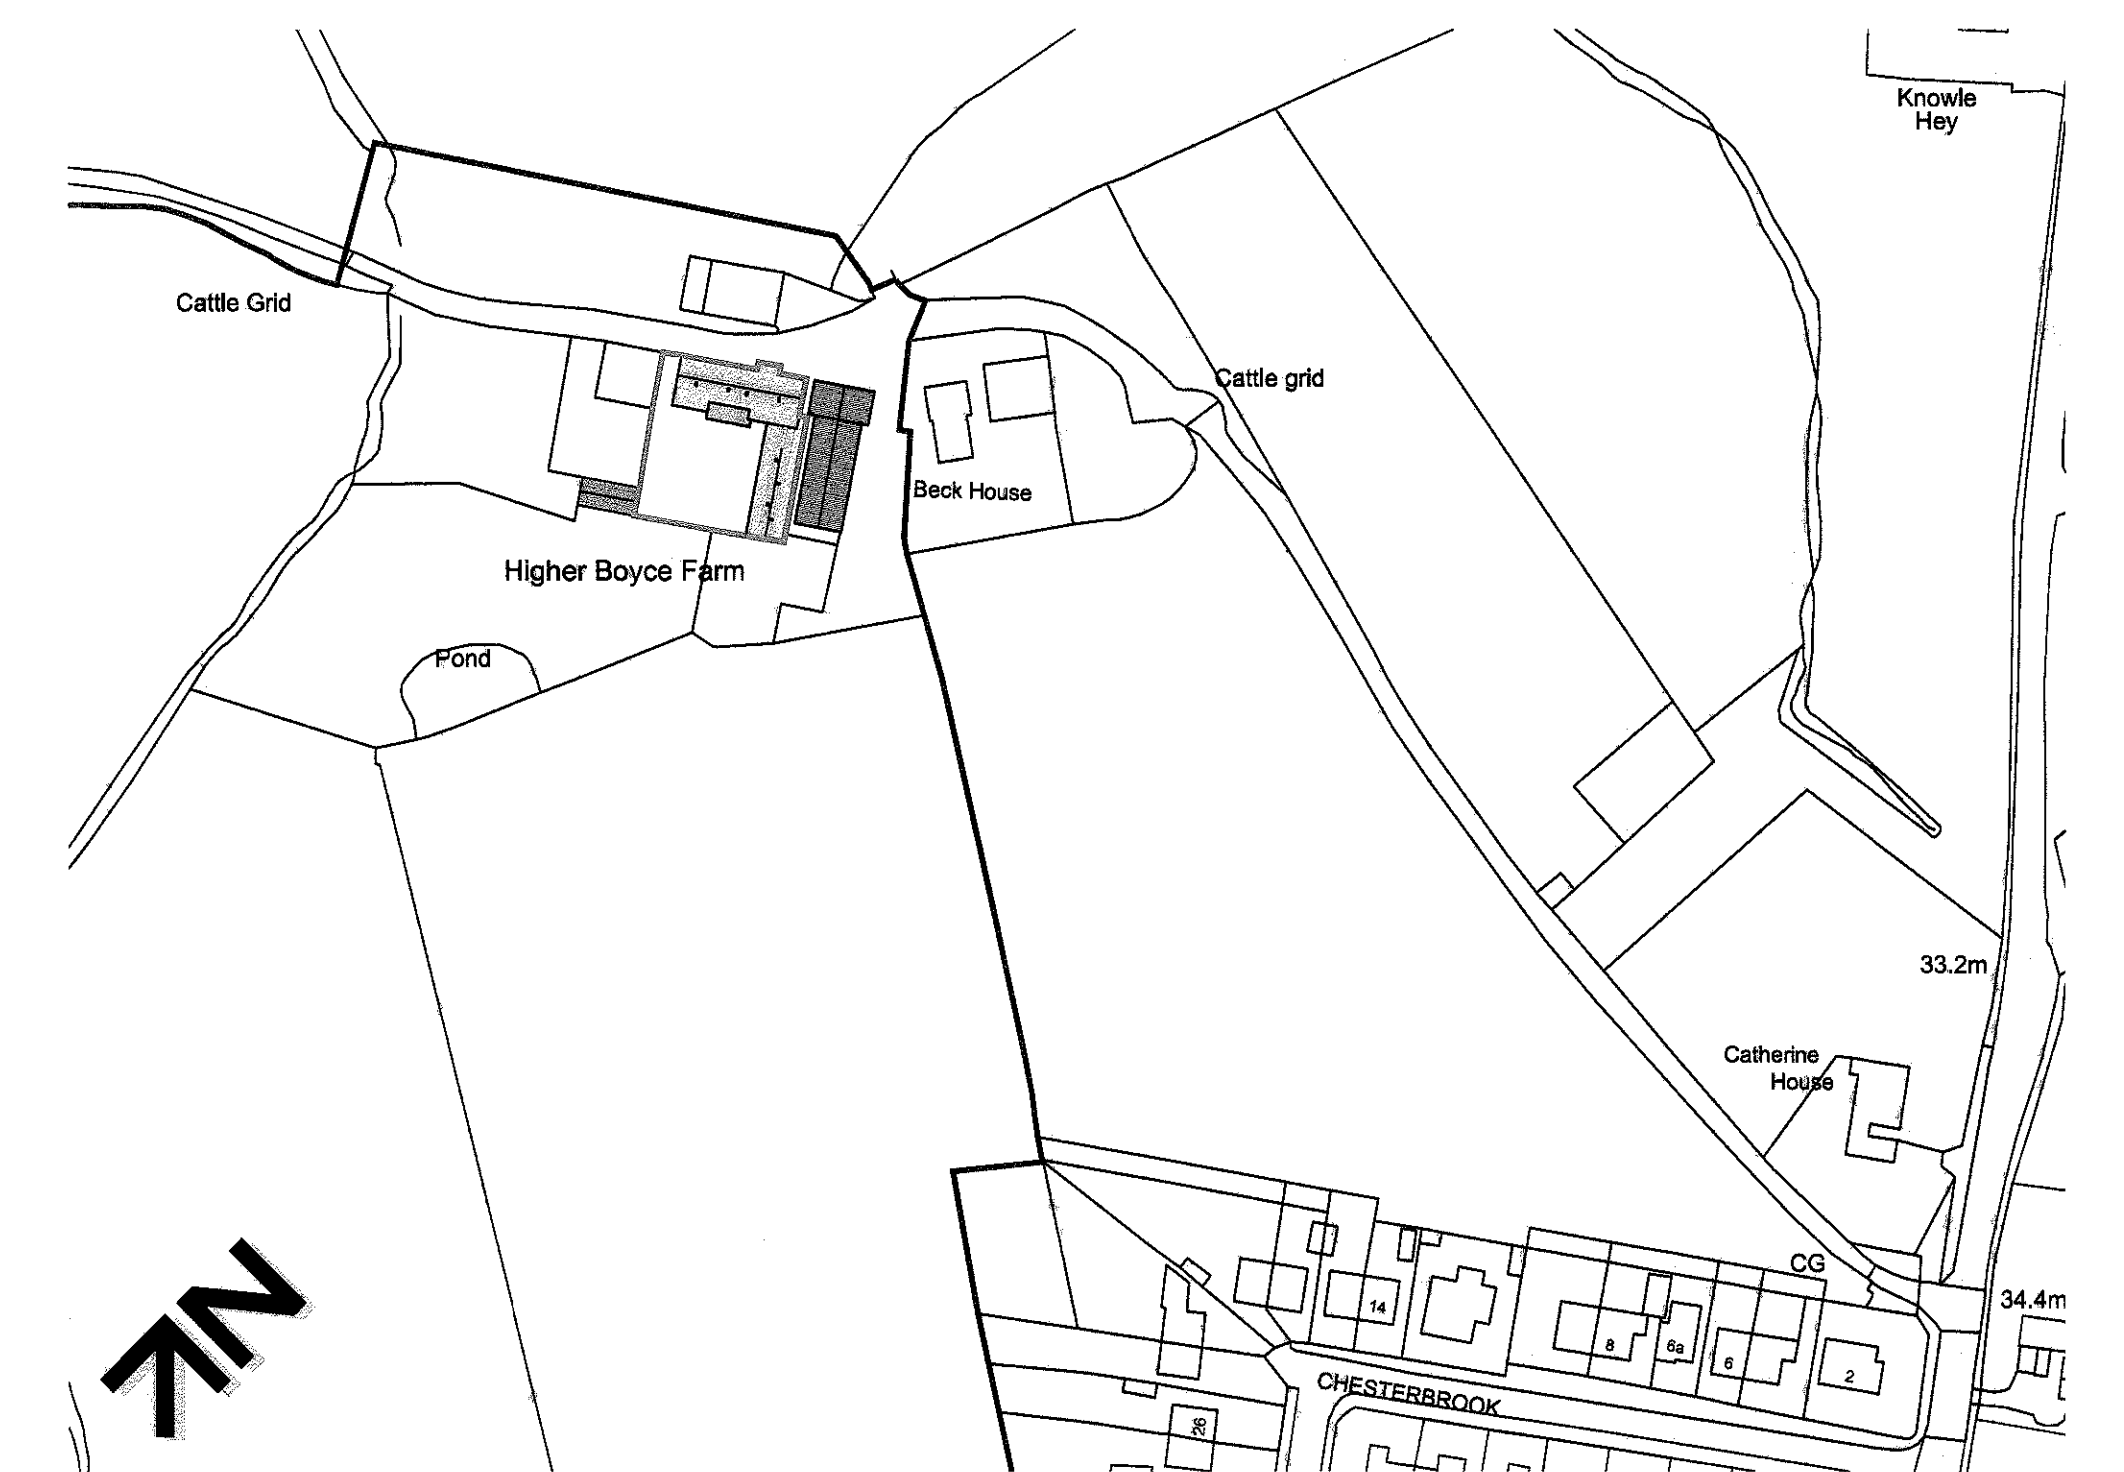 Knowle
Hey
Cattle Grid
Cattle grid
Beck House
Higher Boyce Farm
Pond
33.2m
Catherine
House
CG
34.4m
14
8
6a
6
2
CHESTERBROOK
26
N